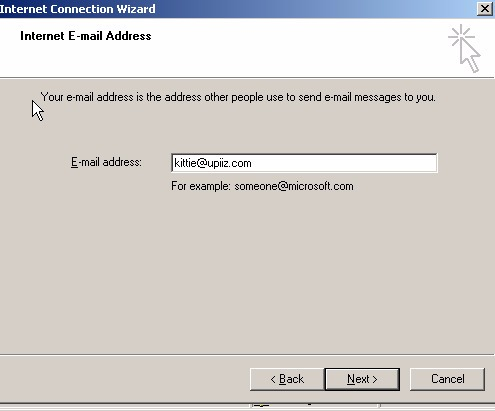 Internet Connection Wizard
Internet E-mail Address
Your e-mail address is the address other people use to send e-mail messages to you.
E-mail address: kittie@upiiz.com
For example: someone@microsoft.com
< Back Next > Cancel